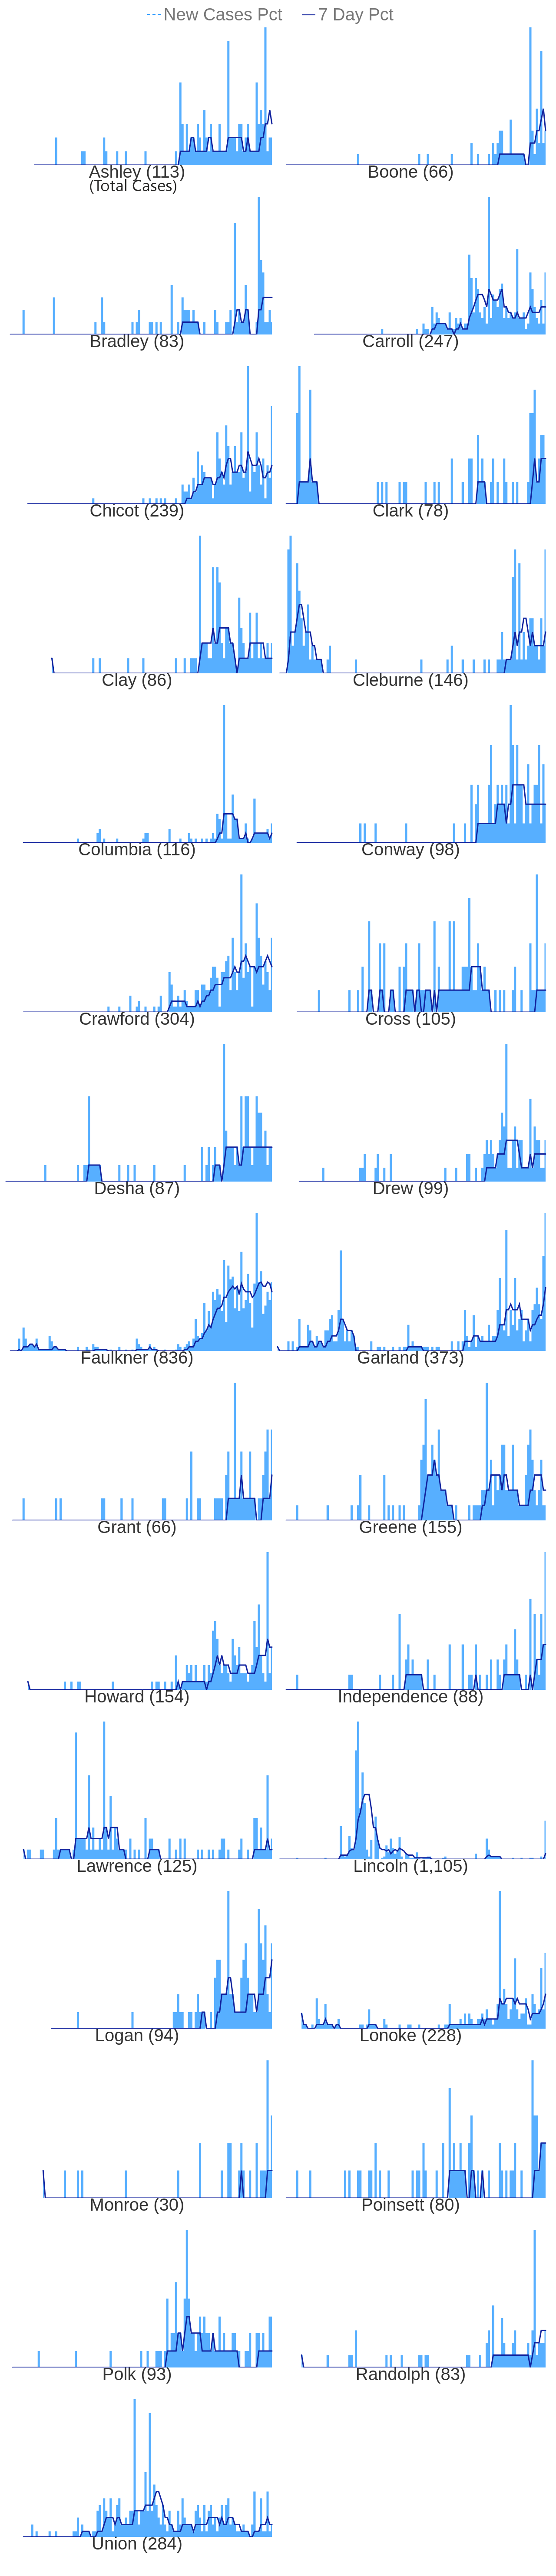 New Cases Pct 7 Day Pct
Ashley (113) Boone (66)
(Total Cases)
Bradley (83) Carroll (247)
Chicot (239) Clark (78)
Clay (86) Cleburne (146)
Columbia (116) Conway (98)
Crawford (304) Cross (105)
Desha (87) Drew (99)
Faulkner (836) Garland (373)
Grant (66) Greene (155)
Howard (154) Independence (88)
Lawrence (125) Lincoln (1,105)
Logan (94) Lonoke (228)
Monroe (30) Poinsett (80)
Polk (93) Randolph (83)
Union (284)